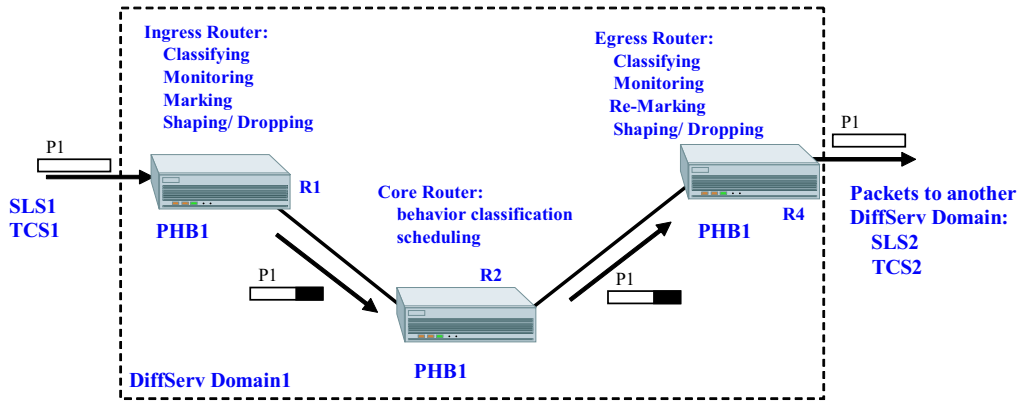 Ingress Router:
Classifying
Monitoring
Marking
Shaping/ Dropping
Egress Router:
Classifying
Monitoring
Re-Marking
Shaping/ Dropping
P1
P1
R1
Core Router:
behavior classification
scheduling
SLS1
TCS1
PHB1
PHB1
R4
Packets to another
DiffServ Domain:
SLS2
TCS2
P1
R2
P1
PHB1
DiffServ Domain1